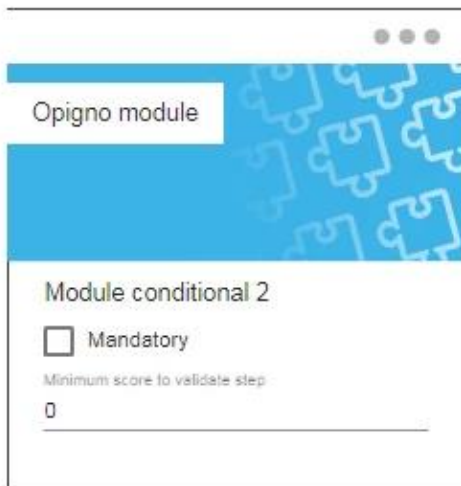 Opigno module
Module conditional 2
Mandatory
Minimum score to validate step
0